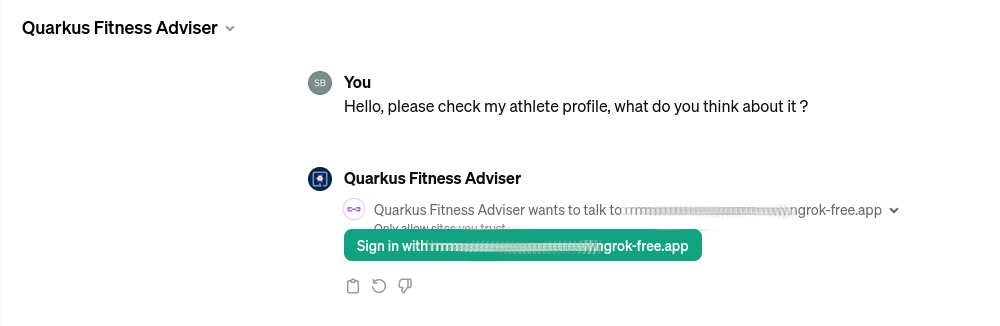 Quarkus Fitness Adviser
SB
You
Hello, please check my athlete profile, what do you think about it ?
Quarkus Fitness Adviser
Quarkus Fitness Adviser wants to talk to ngrok-free.app
Only allow sites you trust
Sign in with ngrok-free.app